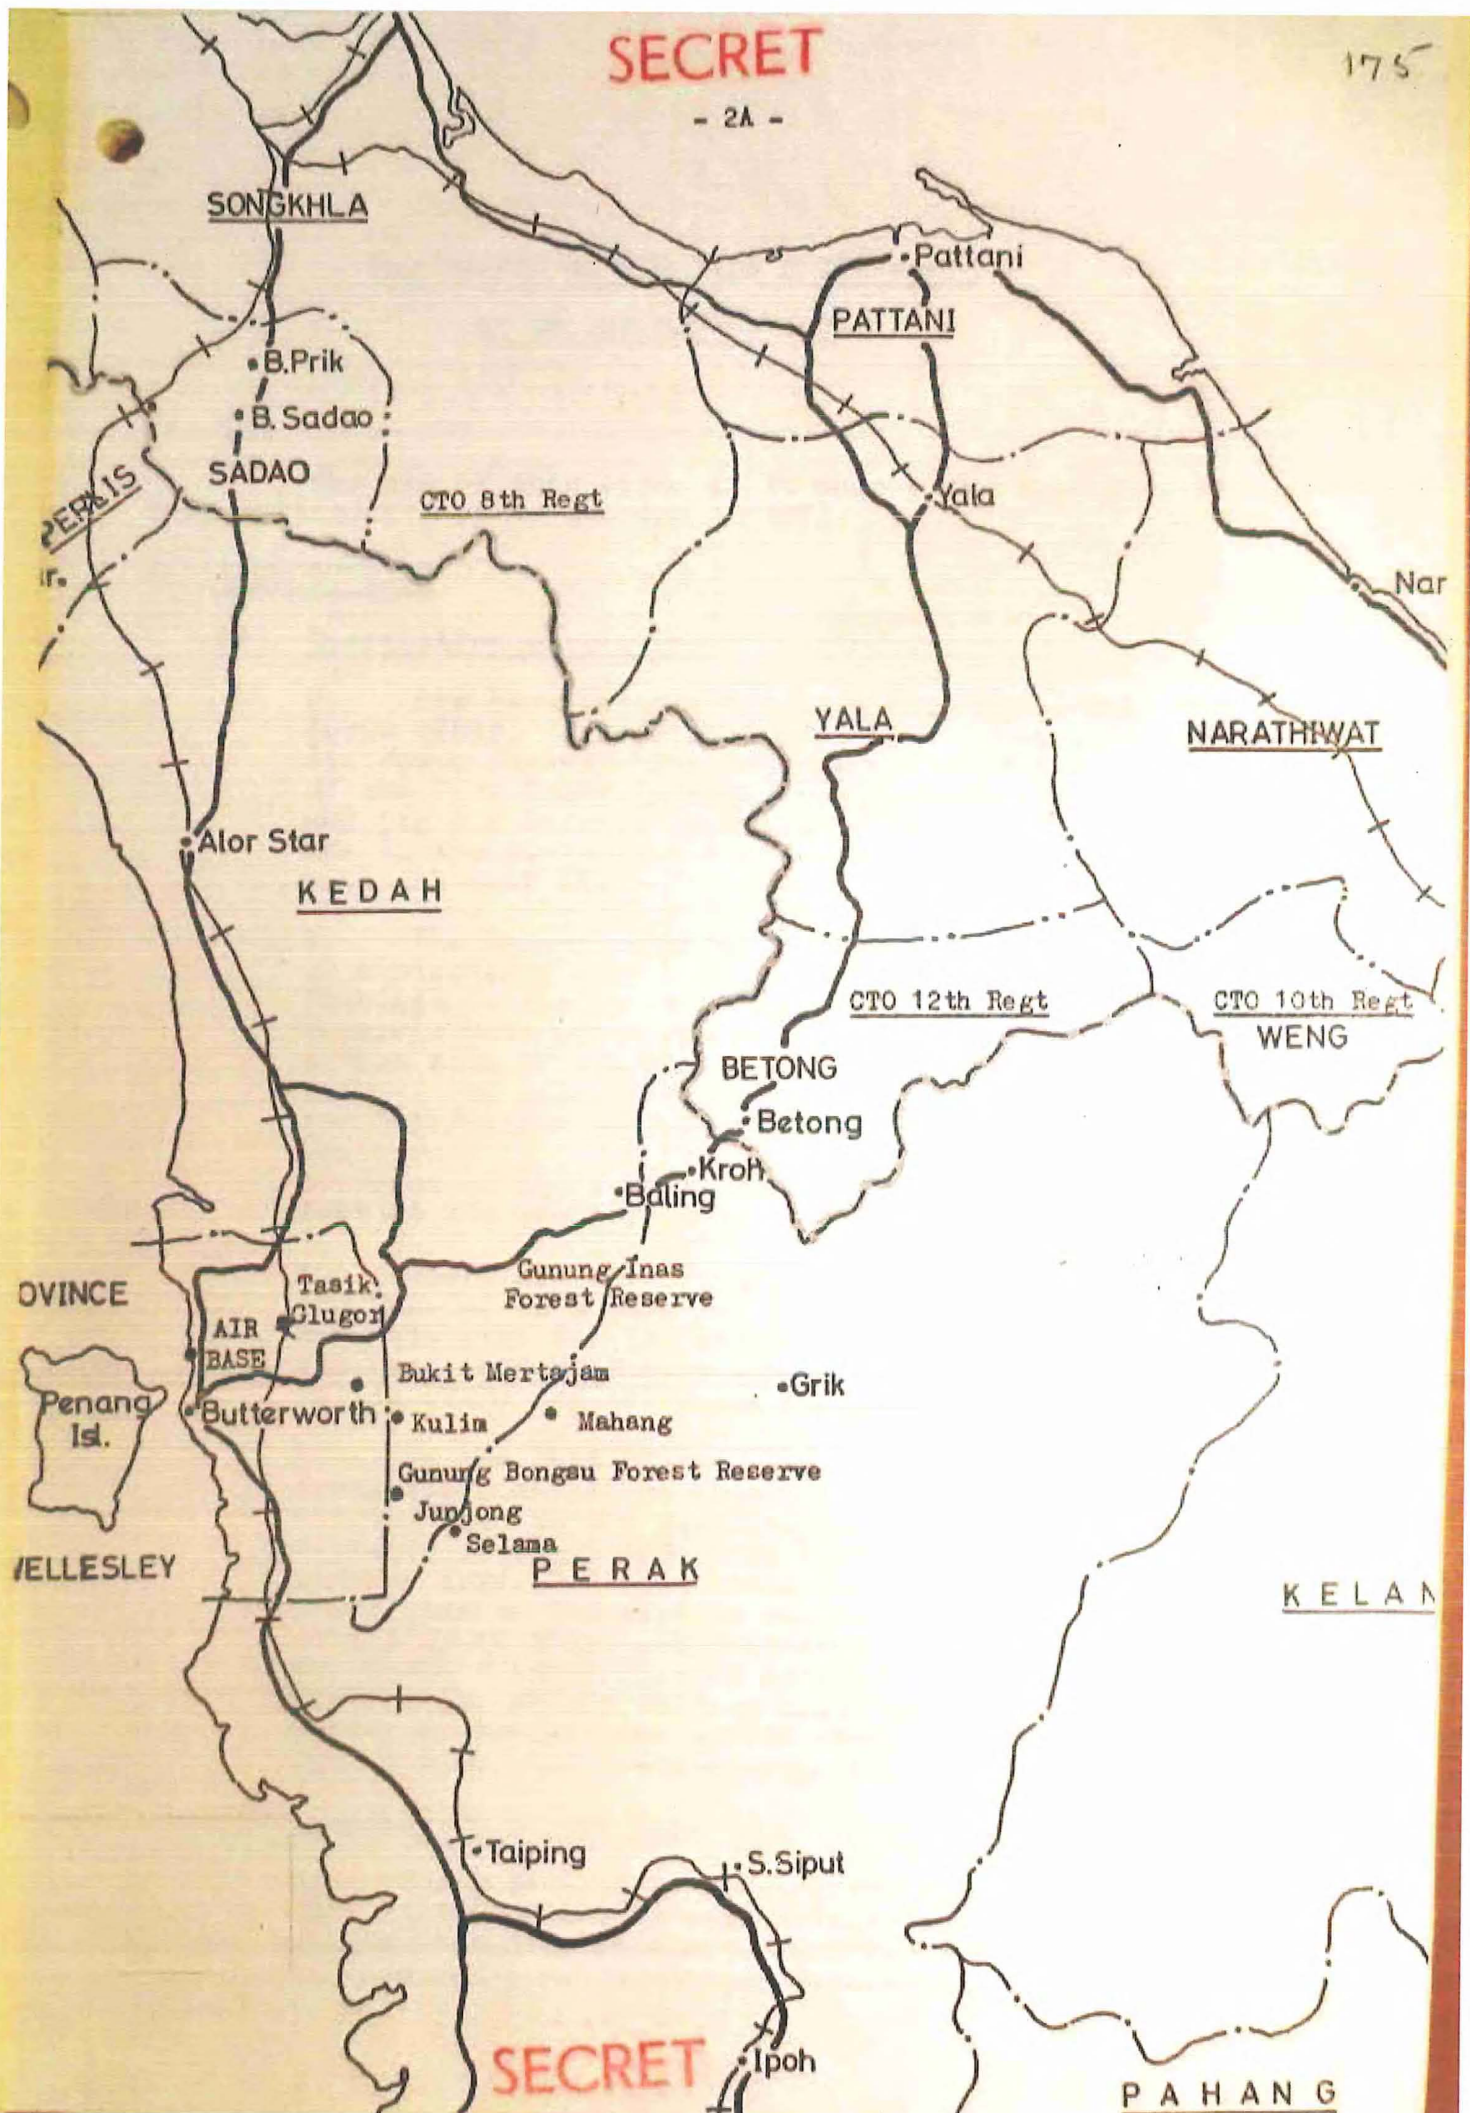 SECRET
175
- 2A -
SONGKHLA
Pattani
PATTANI
B.Prik
B. Sadao
SADAO
PERLIS
CTO 8th Regt
Yala
Nar
YALA
NARATHIWAT
Alor Star
KEDAH
CTO 12th Regt
CTO 10th Regt
WENG
BETONG
Betong
Kroh
Baling
Gunung Inas
Forest Reserve
OVINCE
Tasik
Glugor
AIR
BASE
Bukit Mertajam
Grik
Penang
Isl.
Butterworth
Kulim
Mahang
Gunung Bongsu Forest Reserve
Junjong
Selama
ELLESLEY
PERAK
KELAN
Taiping
S.Siput
Ipoh
SECRET
PAHANG